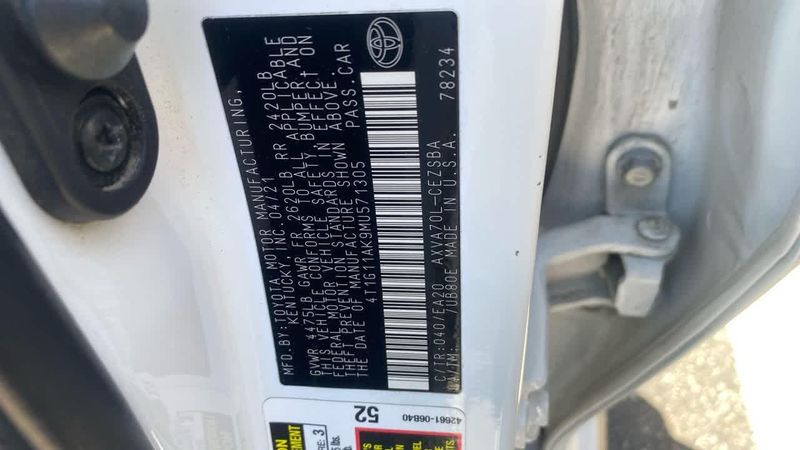 MFD.BY:TOYOTA MOTOR MANUFACTURING,
KENTUCKY, INC. 04/21
GVWR 4475LB GAWR FR 2620LB RR 2420LB
THIS VEHICLE CONFORMS TO ALL APPLICABLE
FEDERAL MOTOR VEHICLE SAFETY, BUMPER, AND
THEFT PREVENTION STANDARDS IN EFFECT ON
THE DATE OF MANUFACTURE SHOWN ABOVE.
4T1G11AK9MU571305 PASS.CAR
C/TR:040/EA20 AXVA70L-CEZSBA
A/TM: /UB80E MADE IN U.S.A. 78234
52
42661-06B40